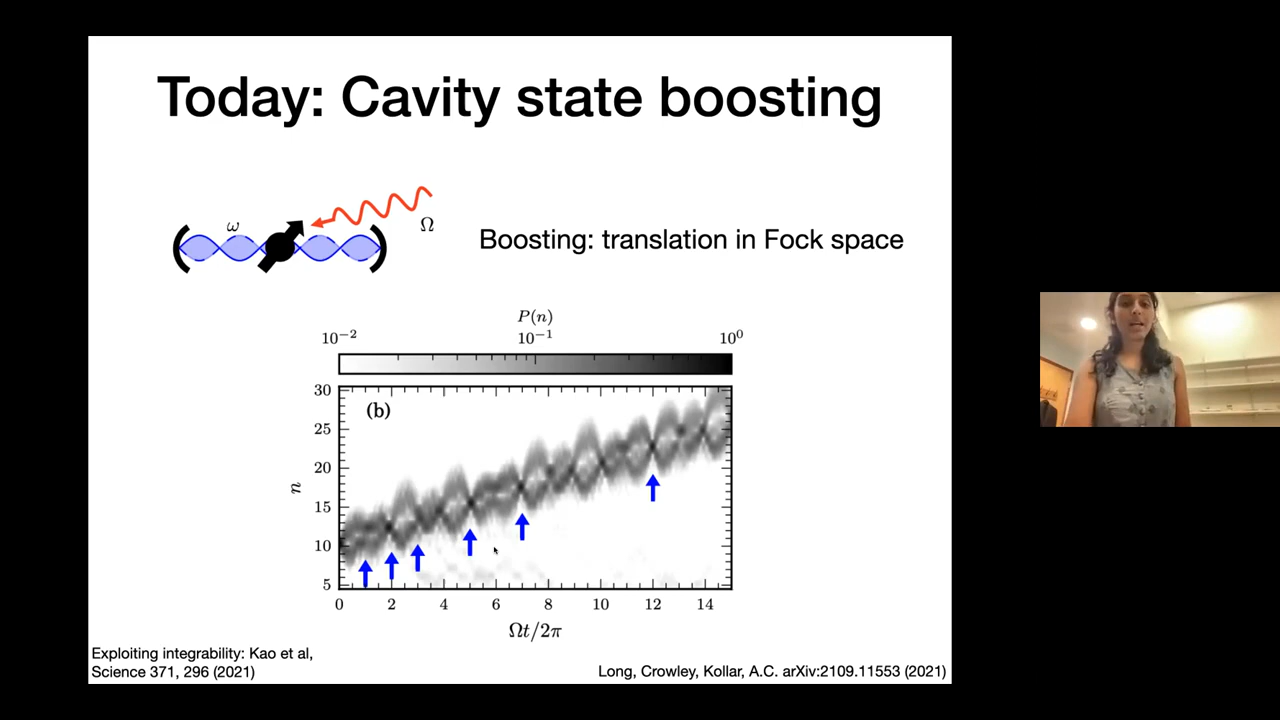 Today: Cavity state boosting
ω
Ω
Boosting: translation in Fock space
P(n)
10⁻² 10⁻¹ 10⁰
(b)
30
25
20
15
10
5
n
0 2 4 6 8 10 12 14
Ωt/2π
Exploiting integrability: Kao et al,
Science 371, 296 (2021)
Long, Crowley, Kollar, A.C. arXiv:2109.11553 (2021)